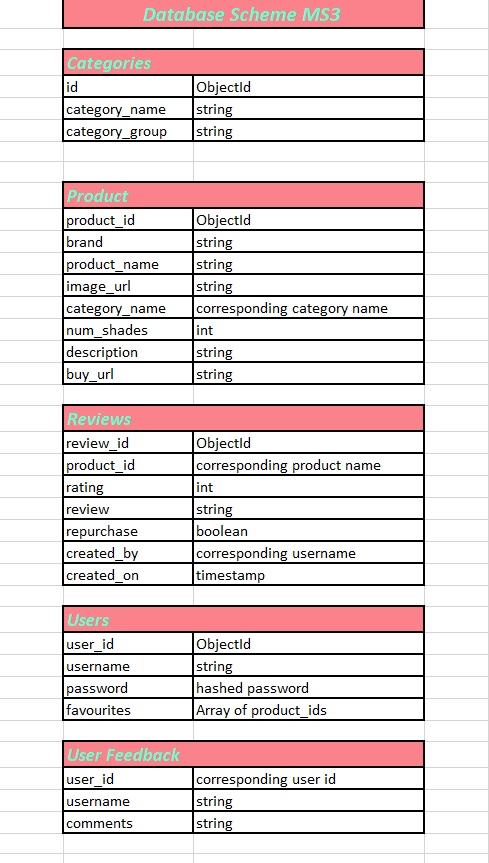 Database Scheme MS3
Categories
id ObjectId
category_name string
category_group string
Product
product_id ObjectId
brand string
product_name string
image_url string
category_name corresponding category name
num_shades int
description string
buy_url string
Reviews
review_id ObjectId
product_id corresponding product name
rating int
review string
repurchase boolean
created_by corresponding username
created_on timestamp
Users
user_id ObjectId
username string
password hashed password
favourites Array of product_ids
User Feedback
user_id corresponding user id
username string
comments string